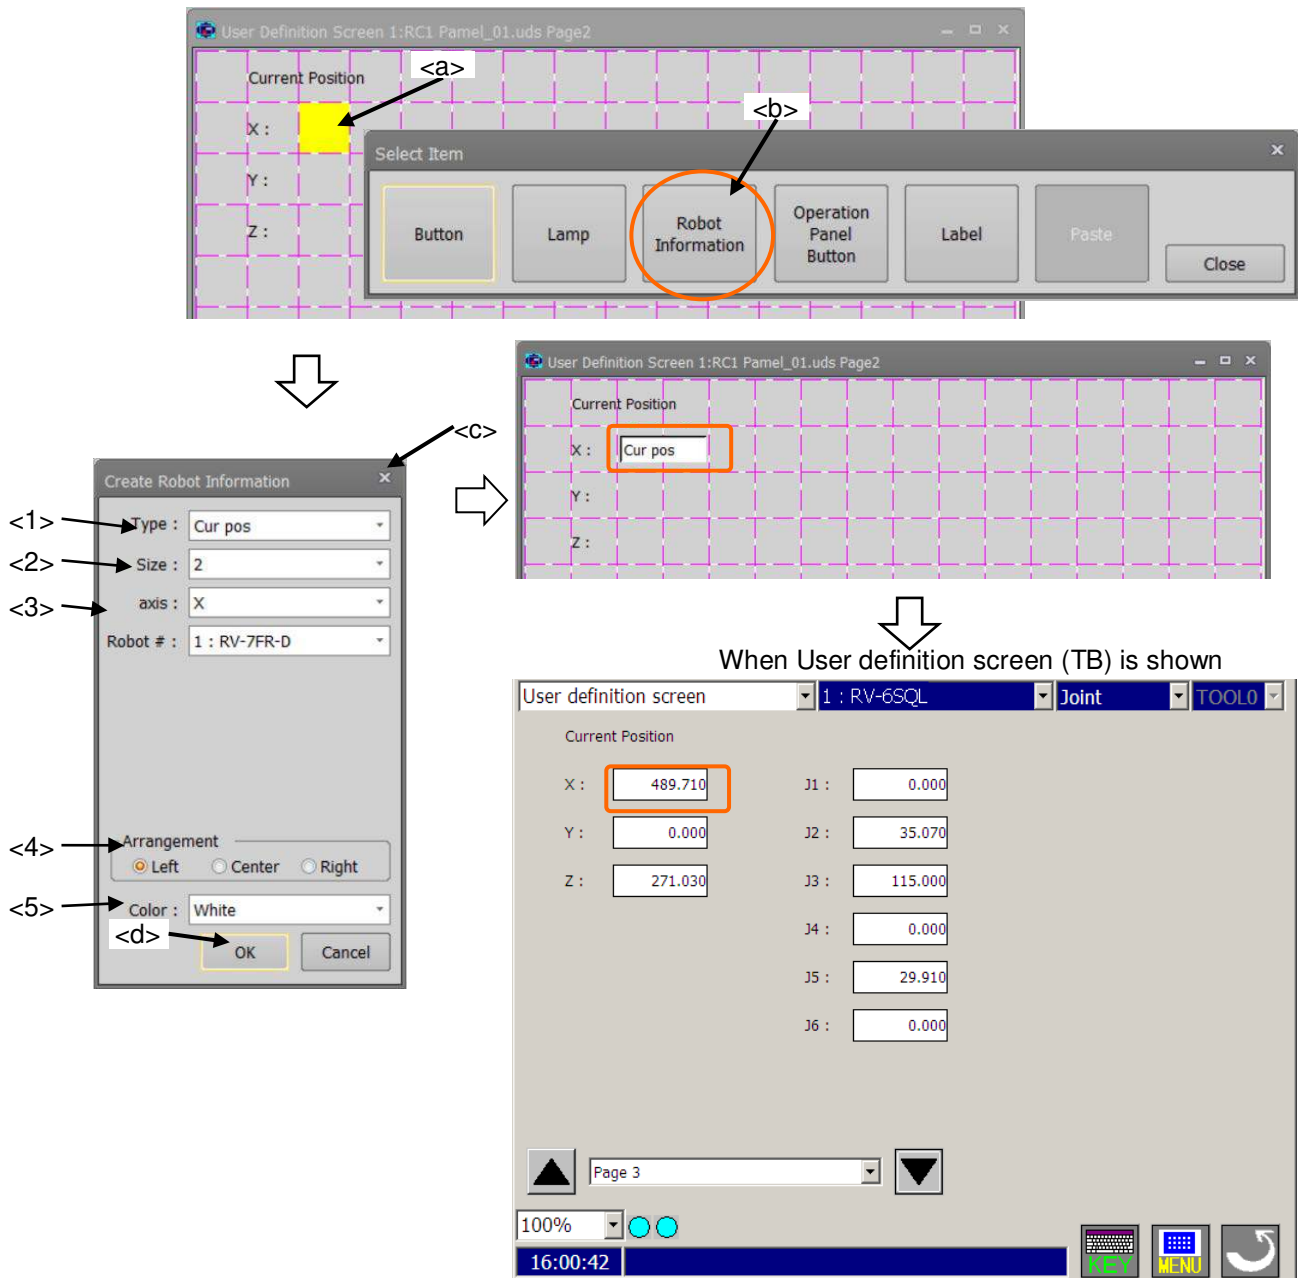 User Definition Screen 1:RC1 Pamel_01.uds Page2
Current Position
<a>
X :
Y :
Z :
<b>
Select Item
Button
Lamp
Robot
Information
Operation
Panel
Button
Label
Paste
Close
<c>
Create Robot Information
<1>
Type :
Cur pos
<2>
Size :
2
<3>
axis :
X
Robot # :
1 : RV-7FR-D
<4>
Arrangement
Left
Center
Right
<5>
Color :
White
<d>
OK
Cancel
User Definition Screen 1:RC1 Pamel_01.uds Page2
Current Position
X :
Cur pos
Y :
Z :
When User definition screen (TB) is shown
User definition screen
1 : RV-6SQL
Joint
TOOL0
Current Position
X :
489.710
J1 :
0.000
Y :
0.000
J2 :
35.070
Z :
271.030
J3 :
115.000
J4 :
0.000
J5 :
29.910
J6 :
0.000
Page 3
100%
16:00:42
KEY
MENU